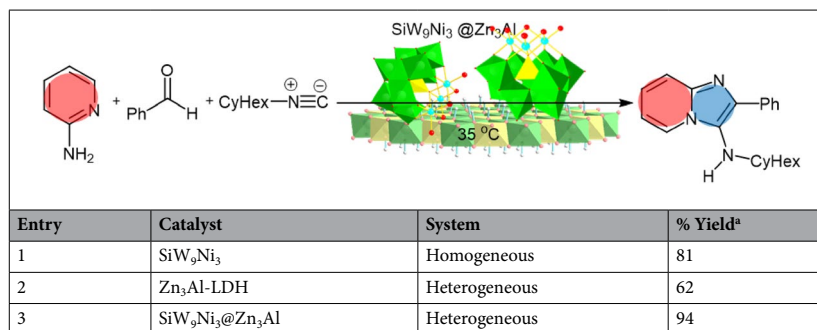 SiW₉Ni₃ @Zn₃Al
N
NH₂
+
Ph
O
H
+
CyHex-N≡C
⊕
⊖
35 °C
N
N
Ph
N
H
CyHex
Entry Catalyst System % Yieldᵃ
1 SiW₉Ni₃ Homogeneous 81
2 Zn₃Al-LDH Heterogeneous 62
3 SiW₉Ni₃@Zn₃Al Heterogeneous 94